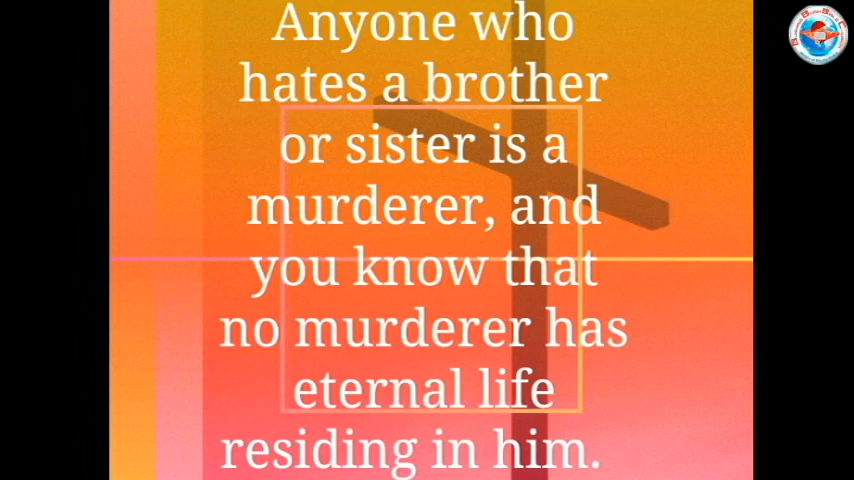 Anyone who
hates a brother
or sister is a
murderer, and
you know that
no murderer has
eternal life
residing in him.